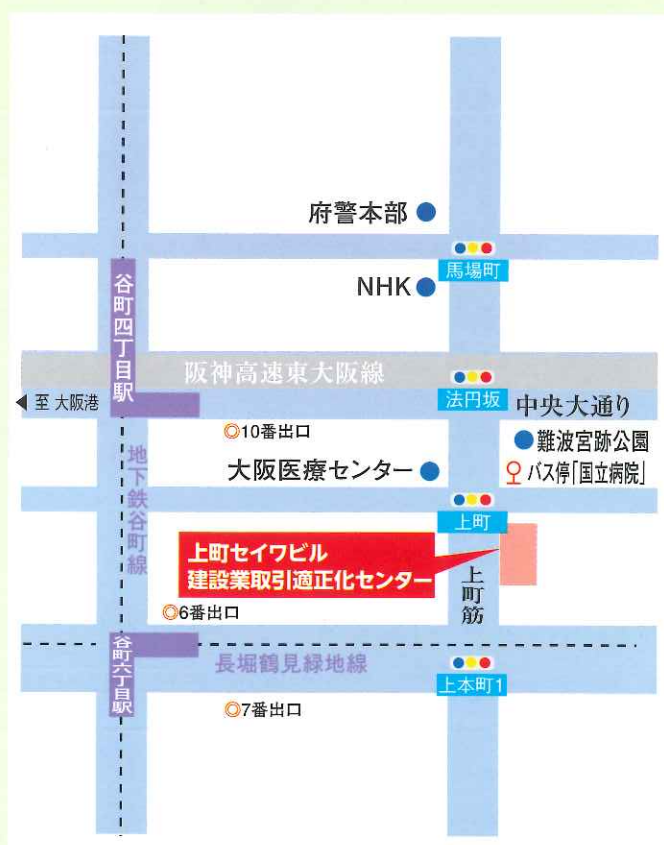 府警本部
馬場町
NHK
谷町四丁目駅
阪神高速東大阪線
至 大阪港
法円坂
中央大通り
10番出口
難波宮跡公園
地下鉄谷町線
大阪医療センター
バス停「国立病院」
上町
上町セイワビル
建設業取引適正化センター
上町筋
6番出口
谷町六丁目駅
長堀鶴見緑地線
上本町1
7番出口